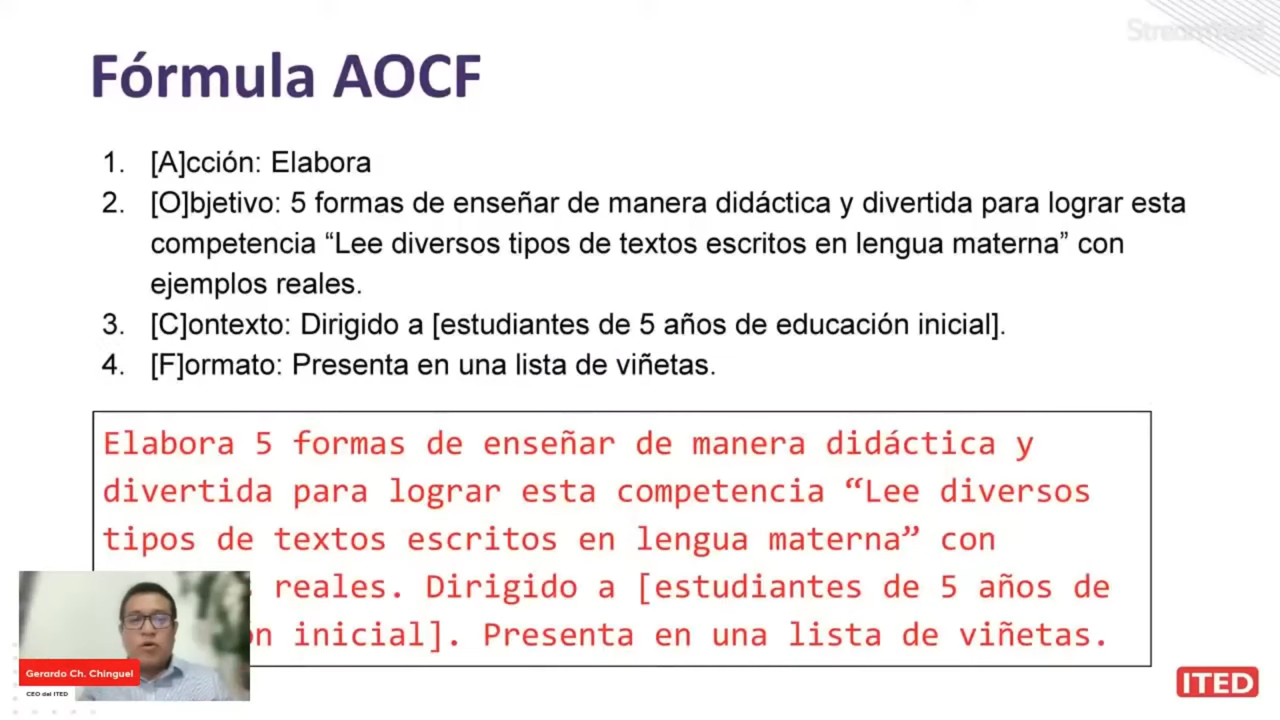 StreamYard
Fórmula AOCF
1. [A]cción: Elabora
2. [O]bjetivo: 5 formas de enseñar de manera didáctica y divertida para lograr esta
competencia “Lee diversos tipos de textos escritos en lengua materna” con
ejemplos reales.
3. [C]ontexto: Dirigido a [estudiantes de 5 años de educación inicial].
4. [F]ormato: Presenta en una lista de viñetas.
Elabora 5 formas de enseñar de manera didáctica y
divertida para lograr esta competencia “Lee diversos
tipos de textos escritos en lengua materna” con
reales. Dirigido a [estudiantes de 5 años de
n inicial]. Presenta en una lista de viñetas.
Gerardo Ch. Chinguel
CEO del ITED
ITED